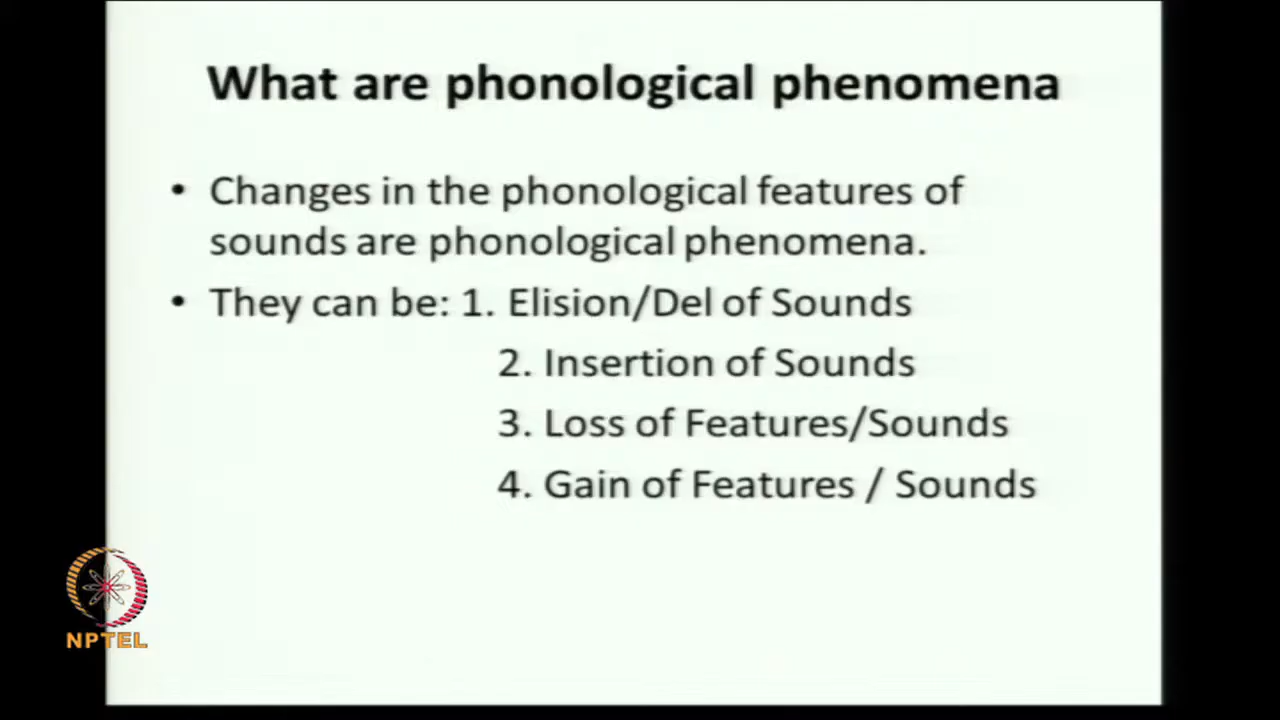 What are phonological phenomena
• Changes in the phonological features of
sounds are phonological phenomena.
• They can be: 1. Elision/Del of Sounds
2. Insertion of Sounds
3. Loss of Features/Sounds
4. Gain of Features / Sounds
NPTEL